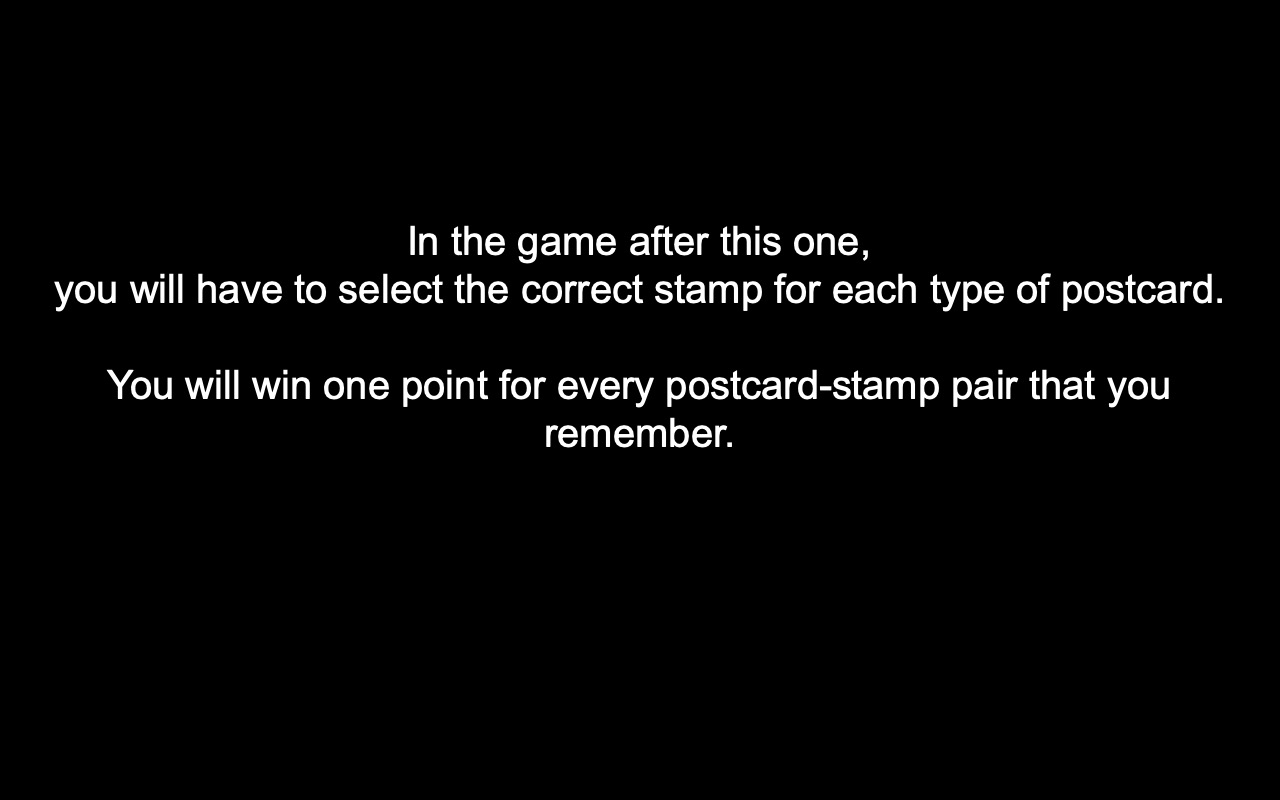 In the game after this one,
you will have to select the correct stamp for each type of postcard.
You will win one point for every postcard-stamp pair that you
remember.